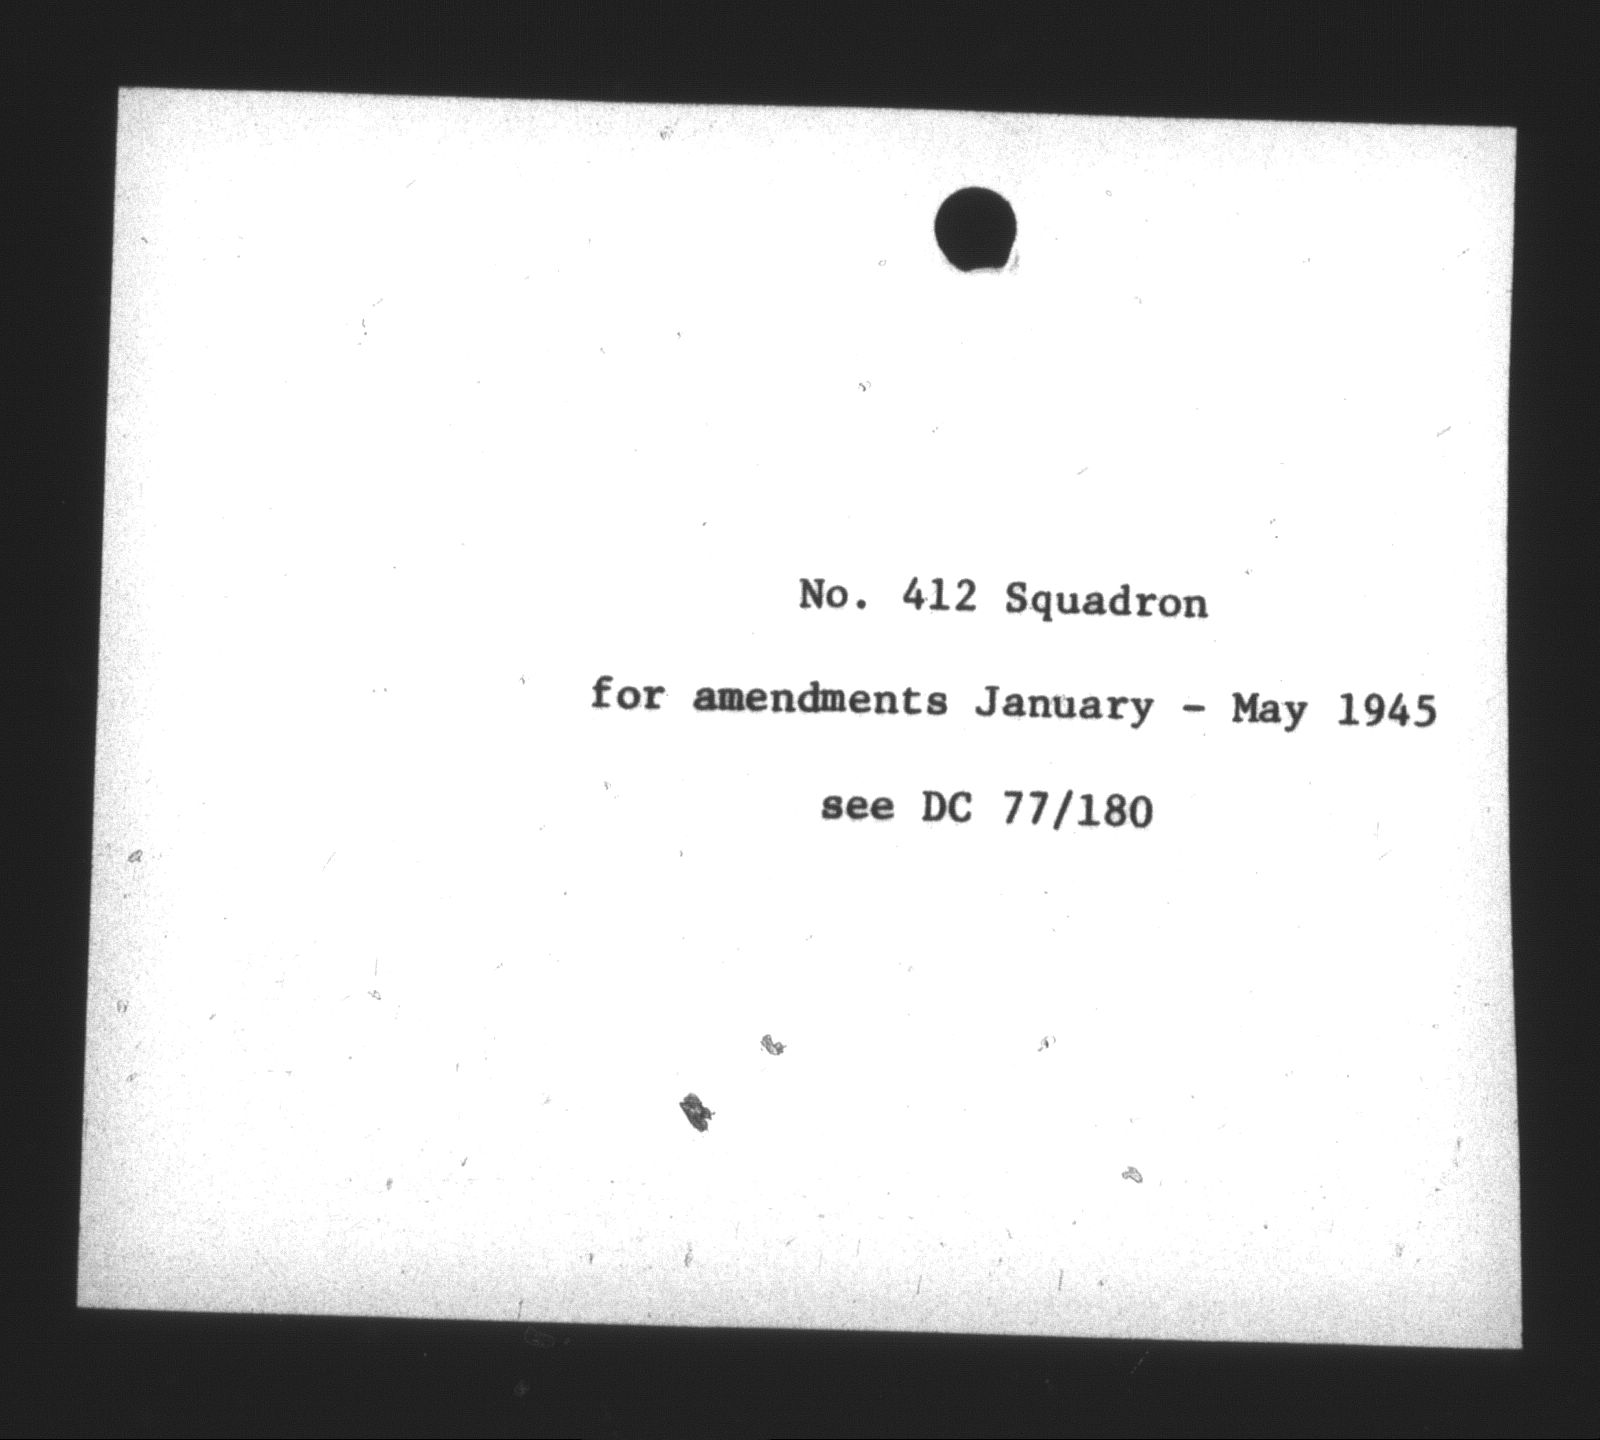 No. 412 Squadron
for amendments January - May 1945
see DC 77/180